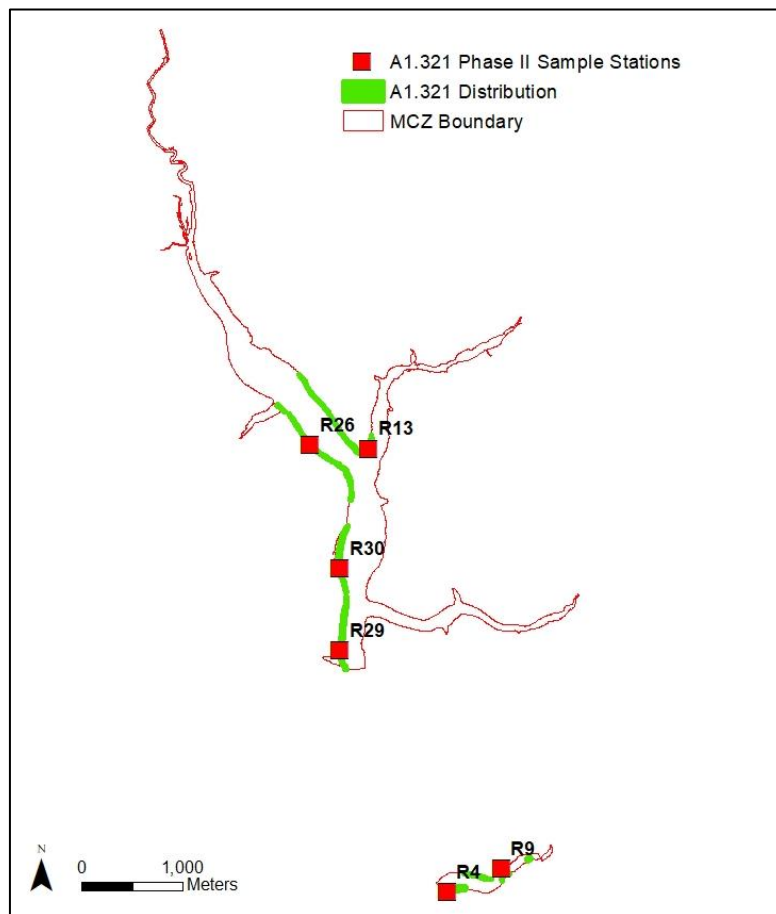 A1.321 Phase II Sample Stations
A1.321 Distribution
MCZ Boundary
R26
R13
R30
R29
R9
R4
N
0 1,000
Meters